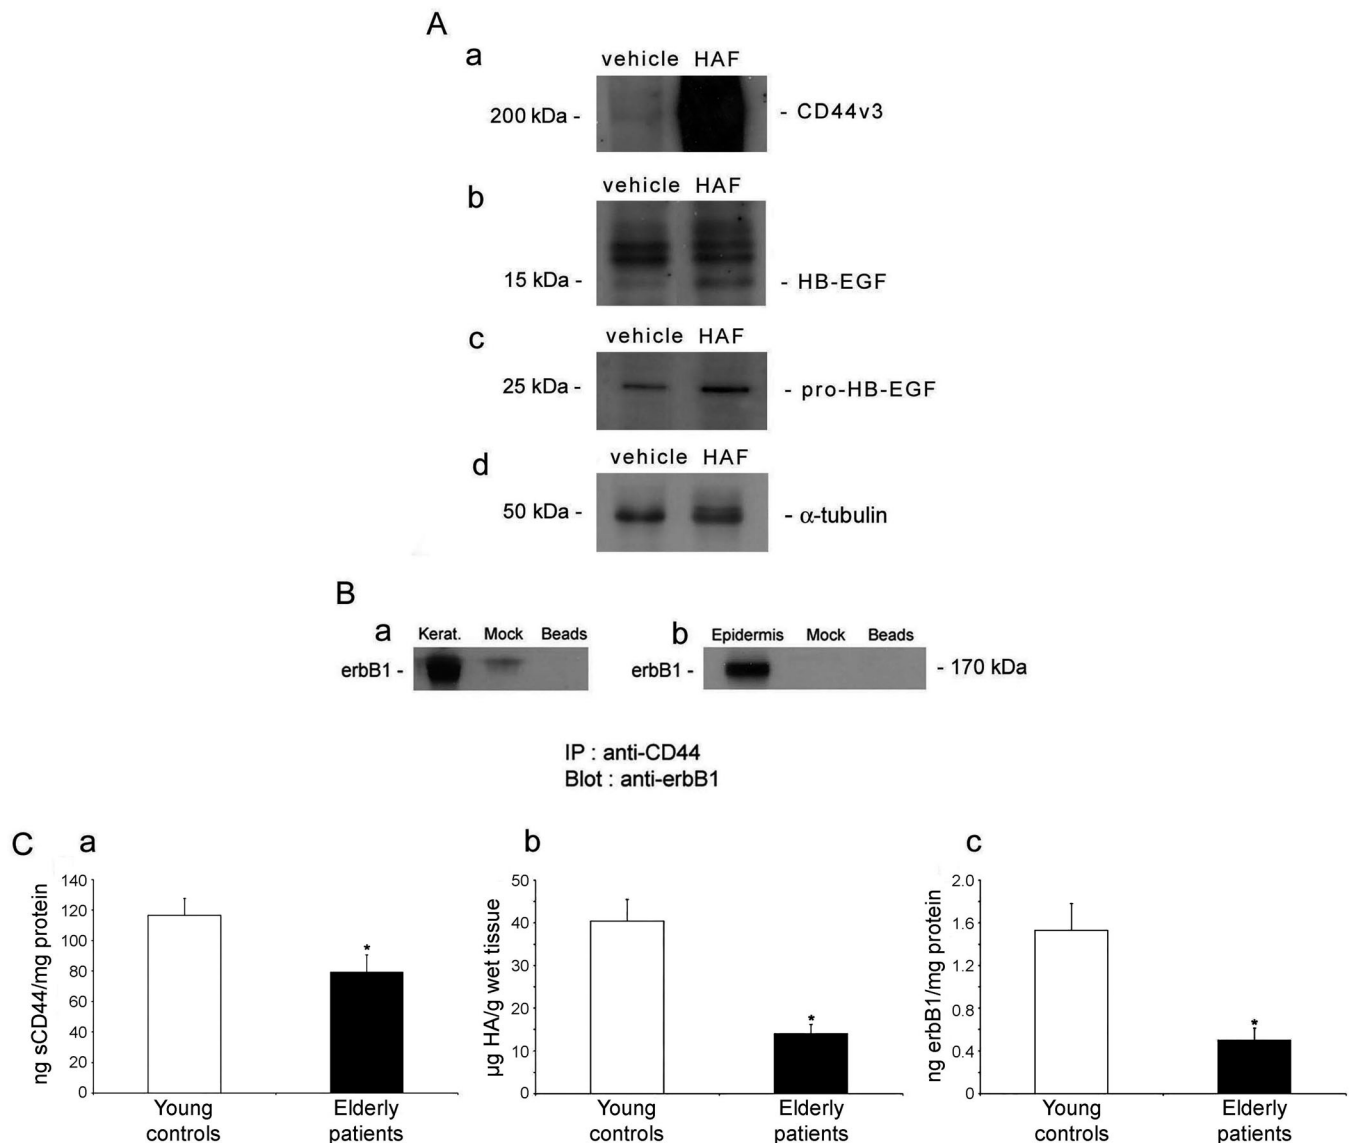 A
a
vehicle HAF
200 kDa - - CD44v3
b
vehicle HAF
15 kDa - - HB-EGF
c
vehicle HAF
25 kDa - - pro-HB-EGF
d
vehicle HAF
50 kDa - - α-tubulin
B
a
Kerat. Mock Beads
erbB1 -
b
Epidermis Mock Beads
erbB1 - - 170 kDa
IP : anti-CD44
Blot : anti-erbB1
C
a
ng sCD44/mg protein
140
120
100
80
60
40
20
0
*
Young
controls
Elderly
patients
b
µg HA/g wet tissue
50
40
30
20
10
0
*
Young
controls
Elderly
patients
c
ng erbB1/mg protein
2.0
1.6
1.2
0.8
0.4
0
*
Young
controls
Elderly
patients